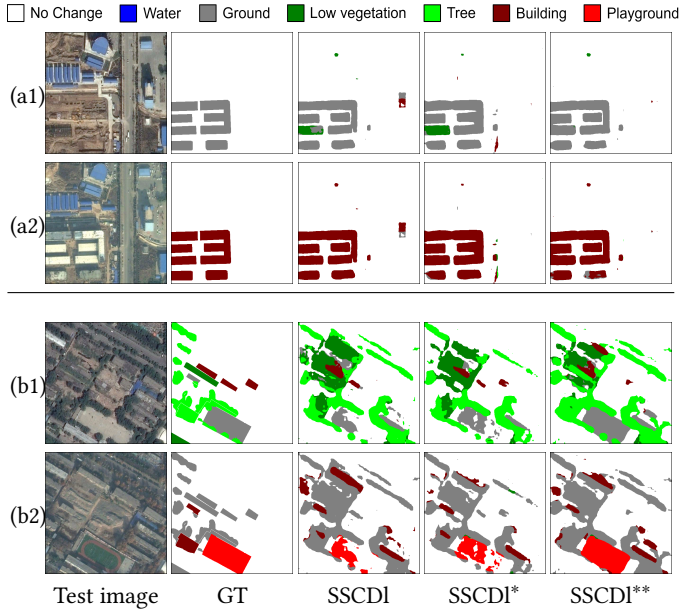 No Change Water Ground Low vegetation Tree Building Playground
(a1)
(a2)
(b1)
(b2)
Test image GT SSCDl SSCDl* SSCDl**